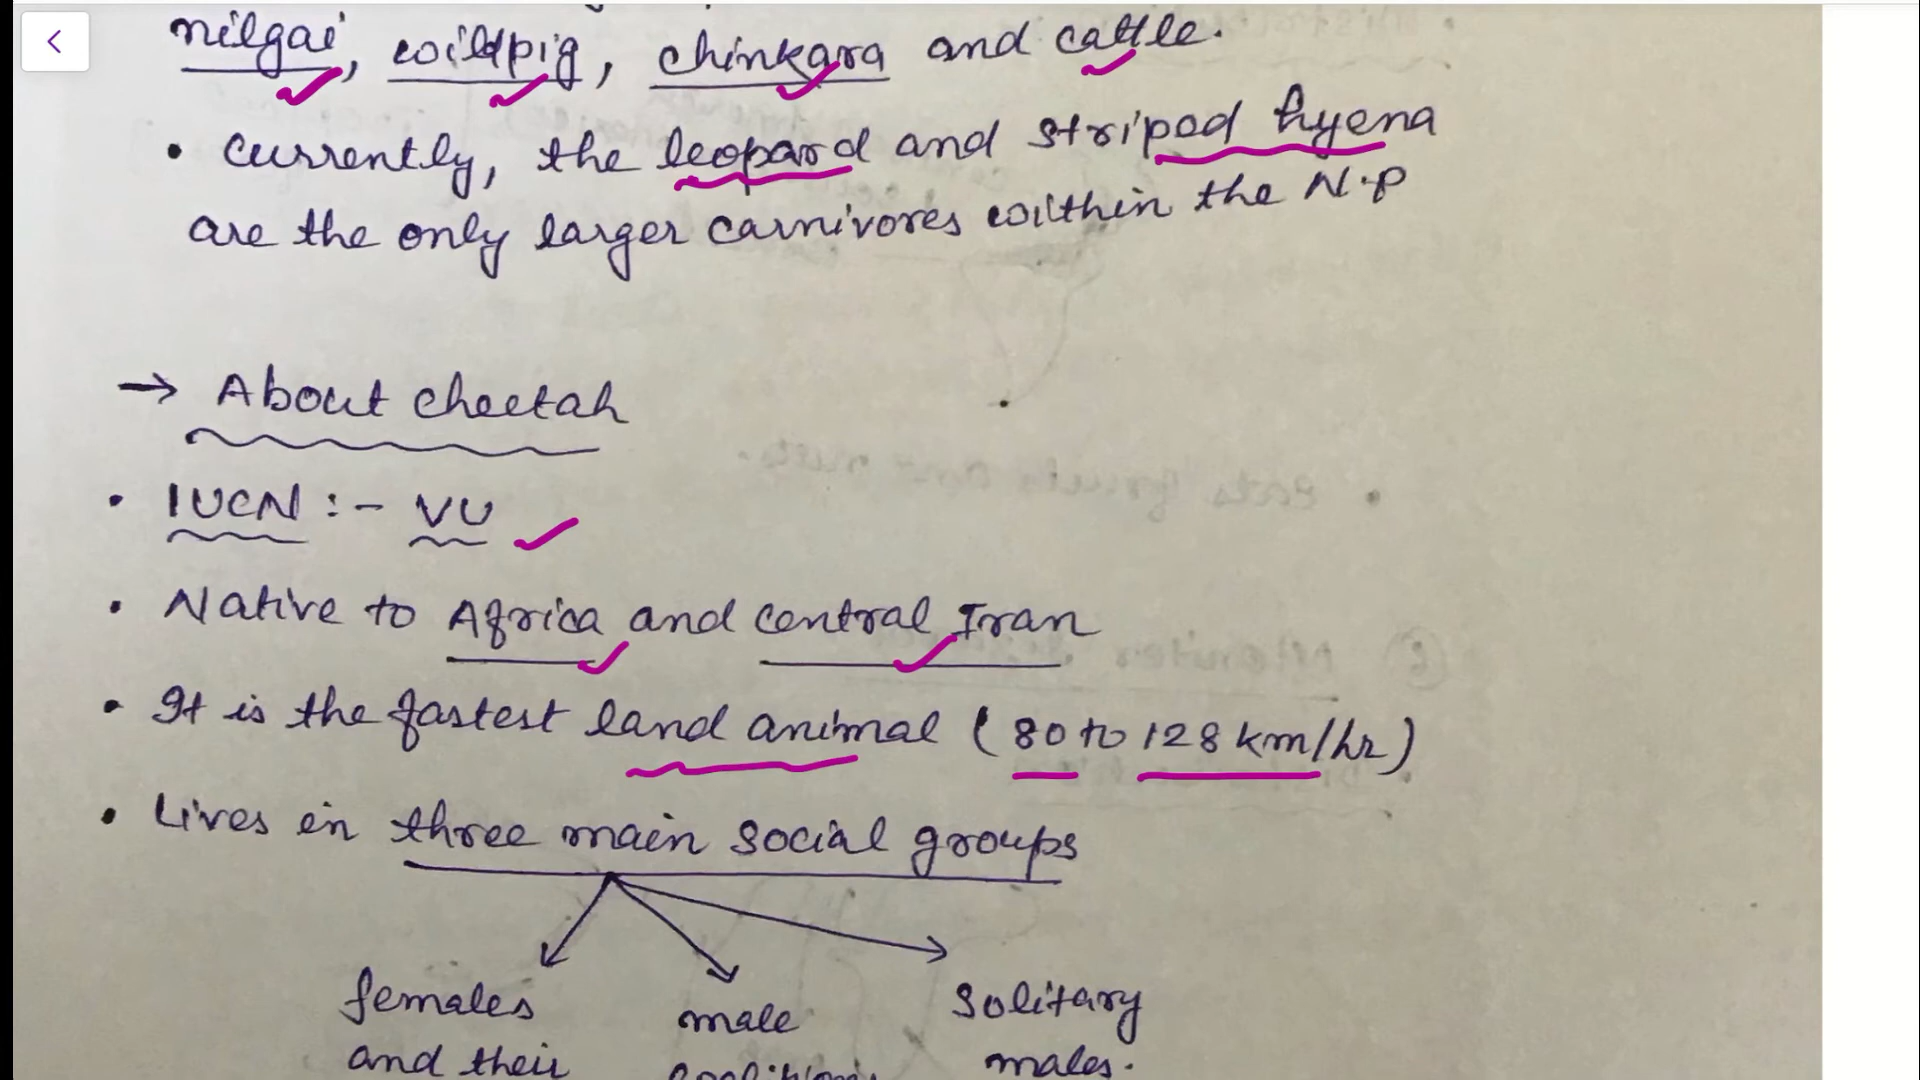 nilgai, wildpig, chinkara and cattle.
• Currently, the leopard and striped hyena
are the only larger carnivores within the N.P
→ About cheetah
• IUCN :- VU
• Native to Africa and central Iran
• It is the fastest land animal (80 to 128 km/hr)
• Lives in three main social groups
females male solitary
and their males.